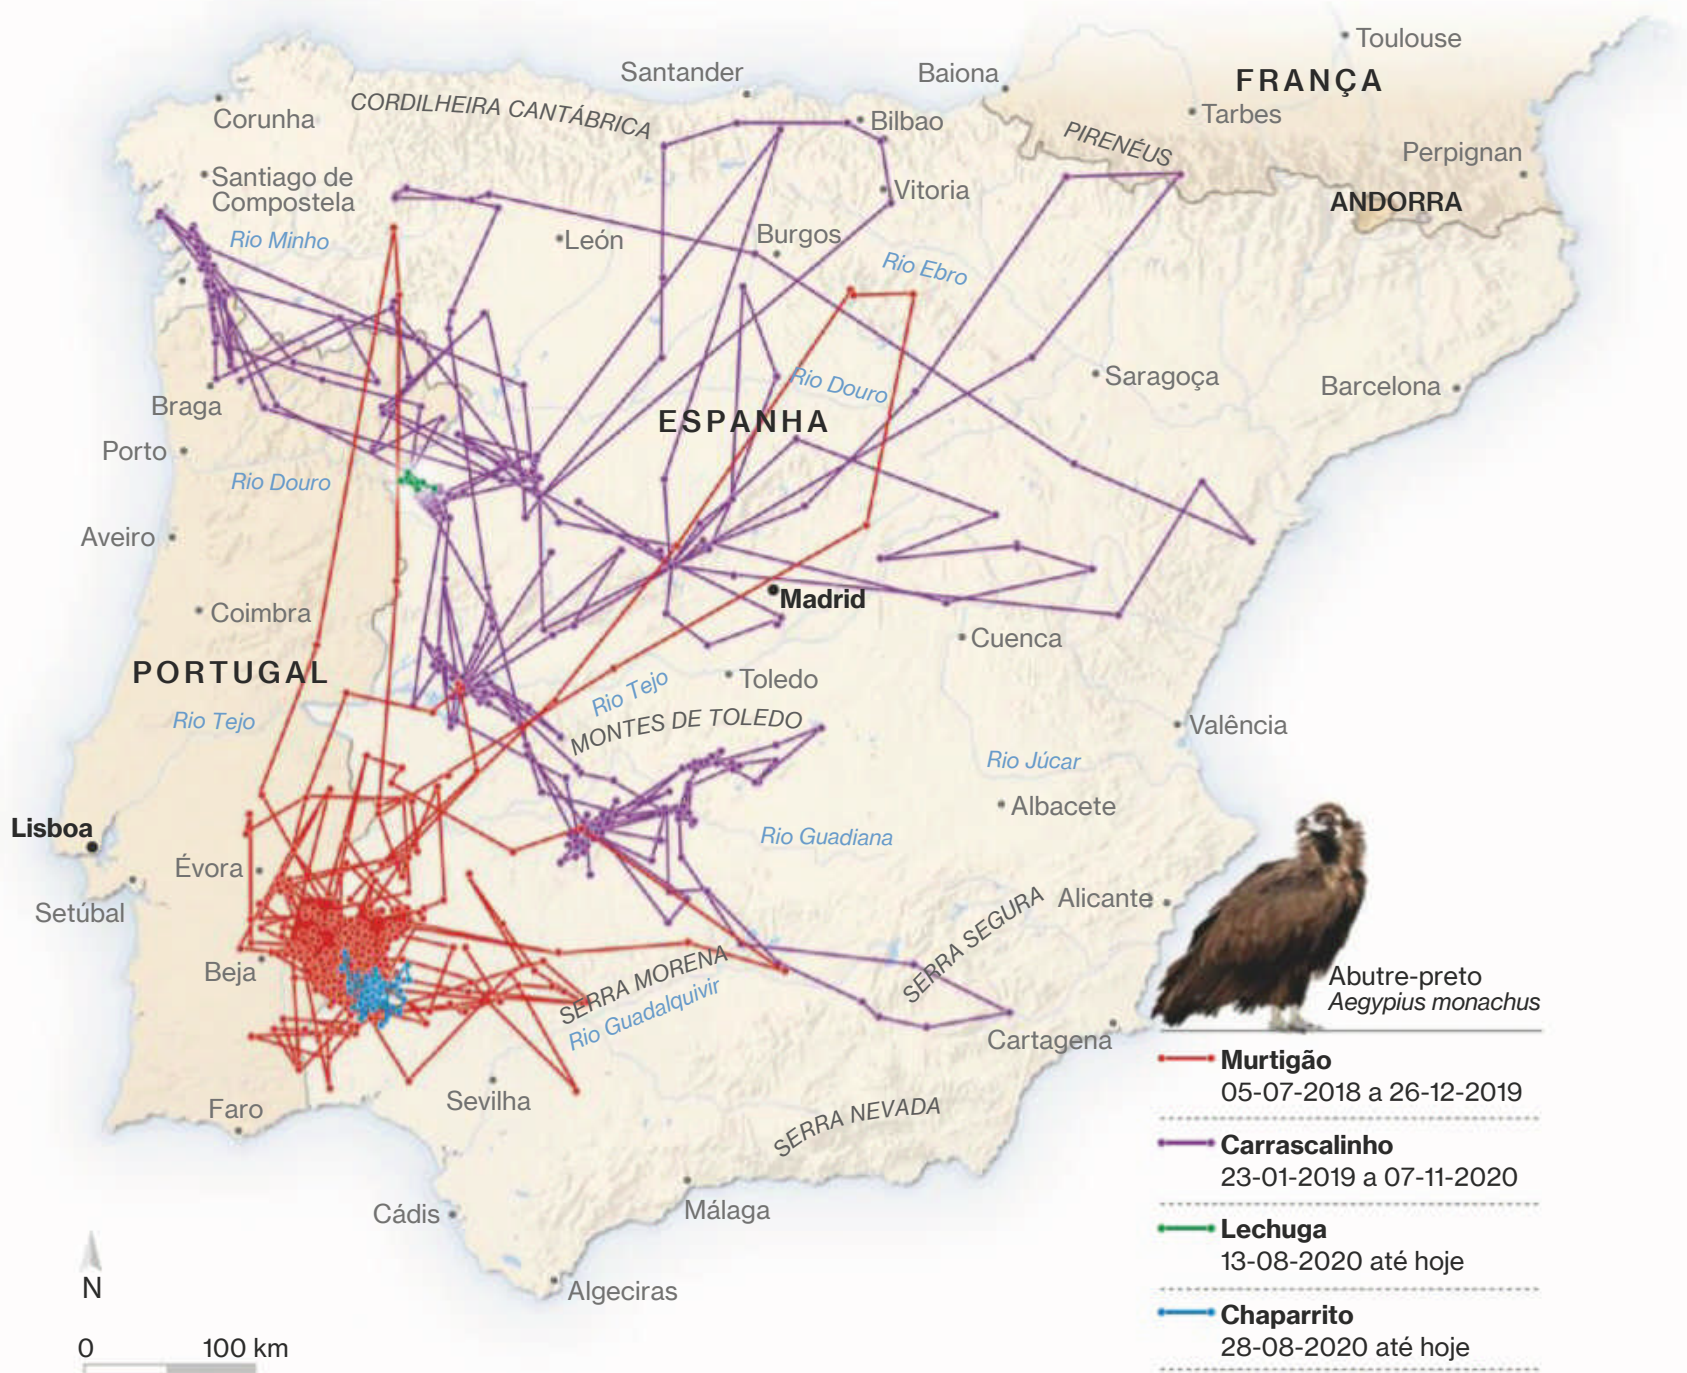 Toulouse
Santander
Baiona
FRANÇA
CORDILHEIRA CANTÁBRICA
Corunha
Bilbao
Tarbes
PIRENÉUS
Perpignan
Santiago de
Compostela
Vitoria
ANDORRA
Rio Minho
León
Burgos
Rio Ebro
Rio Douro
Saragoça
Barcelona
Braga
ESPANHA
Porto
Rio Douro
Aveiro
Madrid
Coimbra
Cuenca
PORTUGAL
Rio Tejo
Toledo
Rio Tejo
MONTES DE TOLEDO
Valência
Rio Júcar
Albacete
Lisboa
Rio Guadiana
Évora
Setúbal
SERRA SEGURA
Alicante
Beja
SERRA MORENA
Rio Guadalquivir
Abutre-preto
Aegypius monachus
Cartagena
Sevilha
Faro
SERRA NEVADA
Cádis
Málaga
Algeciras
N
0 100 km
Murtigão
05-07-2018 a 26-12-2019
Carrascalinho
23-01-2019 a 07-11-2020
Lechuga
13-08-2020 até hoje
Chaparrito
28-08-2020 até hoje